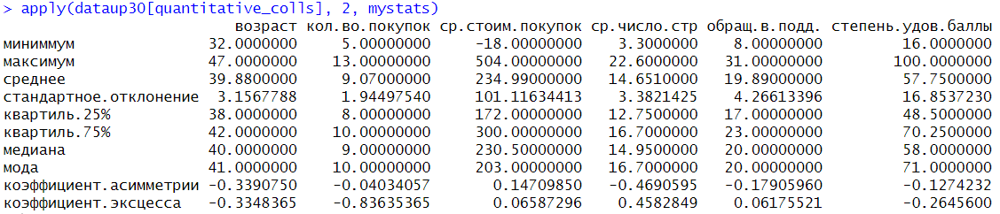 > apply(dataup30[quantitative_colls], 2, mystats)
возраст кол.во.покупок ср.стоим.покупок ср.число.стр обращ.в.подд. степень.удов.баллы
миниммум 32.0000000 5.00000000 -18.00000000 3.3000000 8.00000000 16.0000000
максимум 47.0000000 13.00000000 504.00000000 22.6000000 31.00000000 100.0000000
среднее 39.8800000 9.07000000 234.99000000 14.6510000 19.89000000 57.7500000
стандартное.отклонение 3.1567788 1.94497540 101.11634413 3.3821425 4.26613396 16.8537230
квартиль.25% 38.0000000 8.00000000 172.00000000 12.7500000 17.00000000 48.5000000
квартиль.75% 42.0000000 10.00000000 300.00000000 16.7000000 23.00000000 70.2500000
медиана 40.0000000 9.00000000 230.50000000 14.9500000 20.00000000 58.0000000
мода 41.0000000 10.00000000 203.00000000 16.7000000 20.00000000 71.0000000
коэффициент.асимметрии -0.3390750 -0.04034057 0.14709850 -0.4690595 -0.17905960 -0.1274232
коэффициент.эксцесса -0.3348365 -0.83635365 0.06587296 0.4582849 0.06175521 -0.2645600